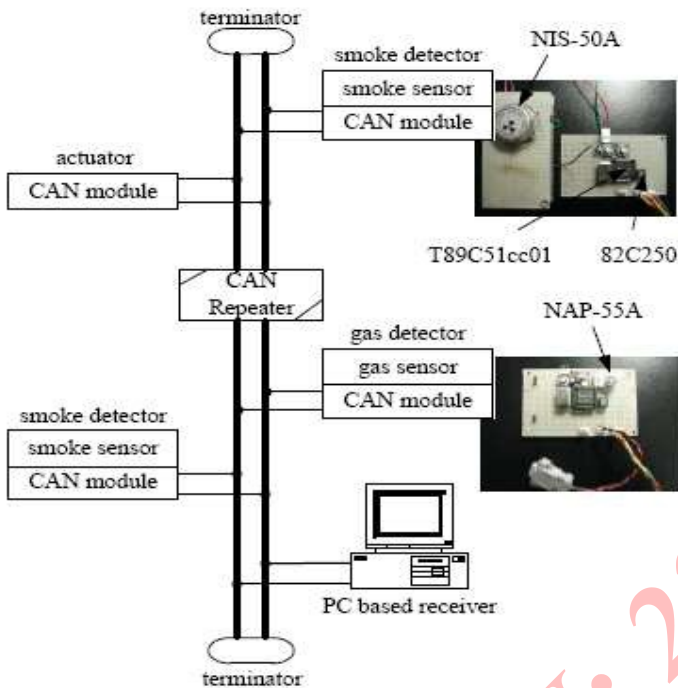 terminator
NIS-50A
smoke detector
smoke sensor
CAN module
actuator
CAN module
T89C51cc01
82C250
CAN
Repeater
NAP-55A
gas detector
gas sensor
CAN module
smoke detector
smoke sensor
CAN module
PC based receiver
terminator